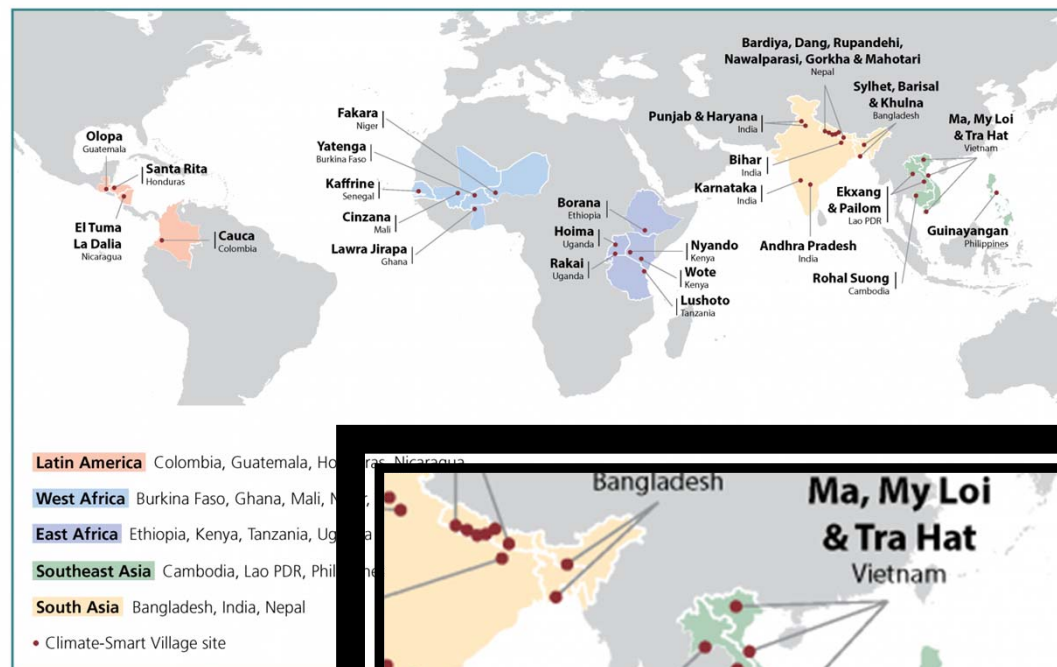 Bardiya, Dang, Rupandehi,
Nawalparasi, Gorkha & Mahotari
Nepal
Sylhet, Barisal
& Khulna
Bangladesh
Ma, My Loi
& Tra Hat
Vietnam
Punjab & Haryana
India
Bihar
India
Karnataka
India
Andhra Pradesh
India
Ekxang
& Pailom
Lao PDR
Guinayangan
Philippines
Rohal Suong
Cambodia
Olopa
Guatemala
Santa Rita
Honduras
El Tuma
La Dalia
Nicaragua
Cauca
Colombia
Fakara
Niger
Yatenga
Burkina Faso
Kaffrine
Senegal
Cinzana
Mali
Lawra Jirapa
Ghana
Borana
Ethiopia
Hoima
Uganda
Rakai
Uganda
Nyando
Kenya
Wote
Kenya
Lushoto
Tanzania
Latin America Colombia, Guatemala, Nicaragua
West Africa Burkina Faso, Ghana, Mali,
East Africa Ethiopia, Kenya, Tanzania,
Southeast Asia Cambodia, Lao PDR,
South Asia Bangladesh, India, Nepal
Climate-Smart Village site
Bangladesh
Ma, My Loi
& Tra Hat
Vietnam